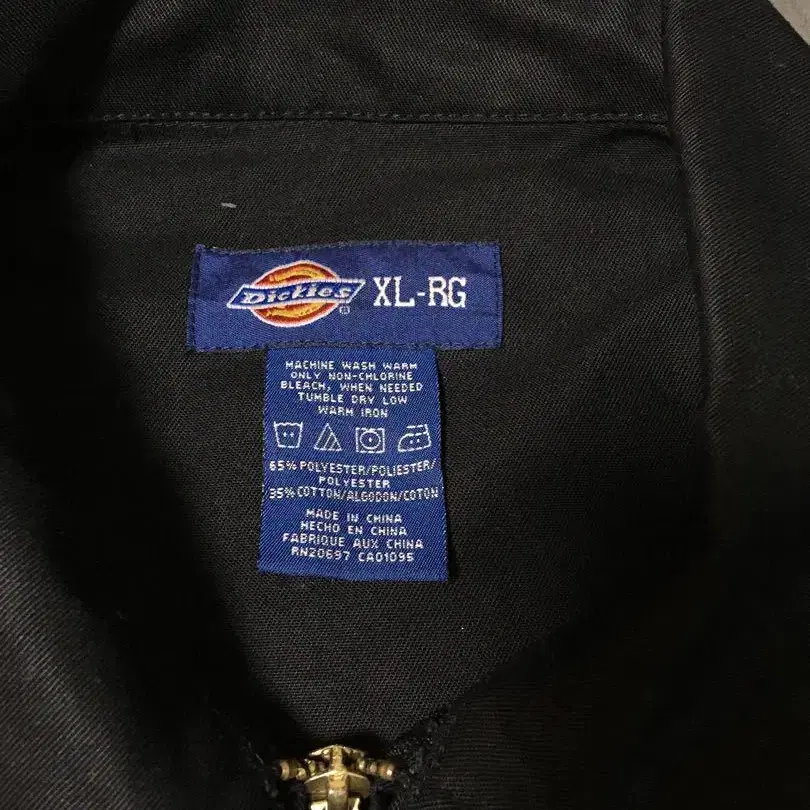 Dickies® XL-RG
MACHINE WASH WARM
ONLY NON-CHLORINE
BLEACH, WHEN NEEDED
TUMBLE DRY LOW
WARM IRON
65% POLYESTER/POLIESTER/
POLYESTER
35% COTTON/ALGODON/COTON
MADE IN CHINA
HECHO EN CHINA
FABRIQUE AUX CHINA
RN20697 CA01095